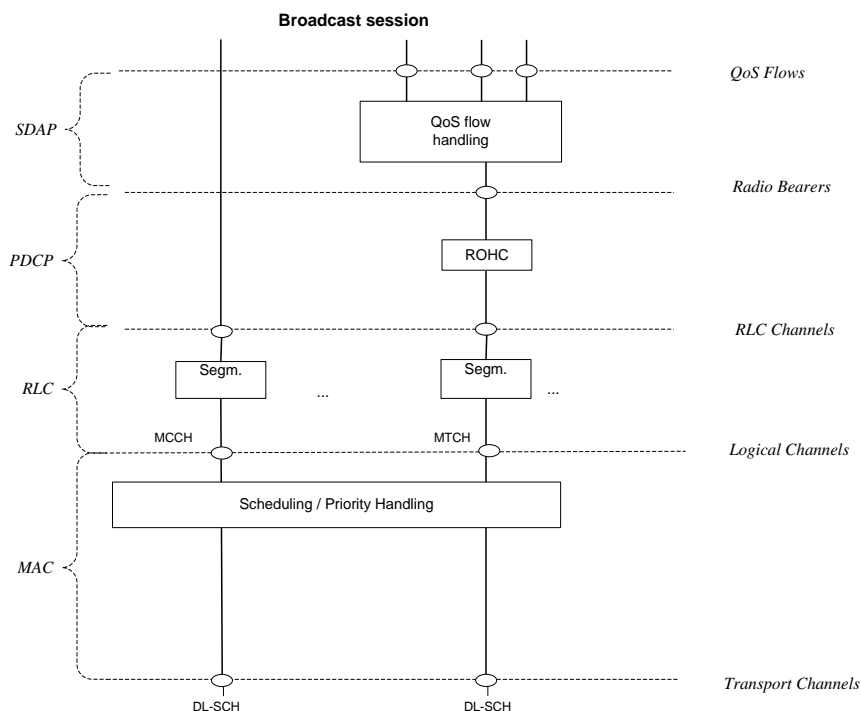 Broadcast session
QoS Flows
SDAP
QoS flow
handling
Radio Bearers
PDCP
ROHC
RLC Channels
RLC
Segm.
...
Segm.
...
MCCH
MTCH
Logical Channels
Scheduling / Priority Handling
MAC
Transport Channels
DL-SCH
DL-SCH